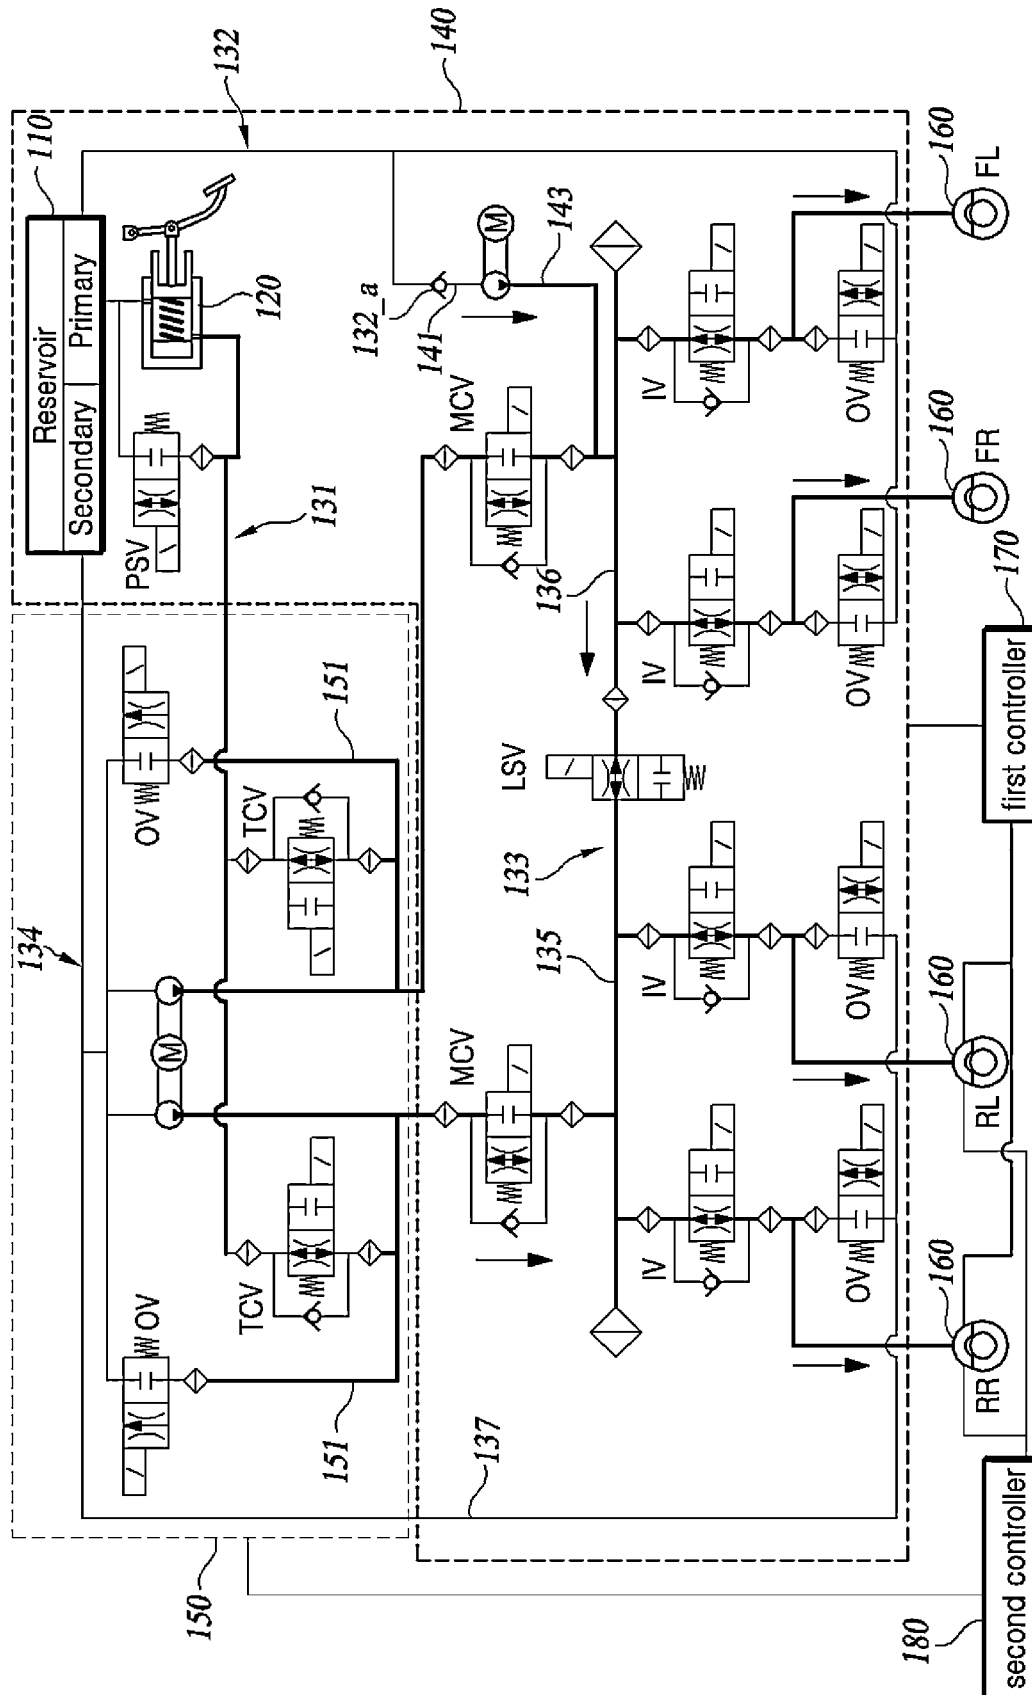 132
140
110
Reservoir
Secondary
Primary
120
PSV
131
132_a
141
M
143
MCV
160
FL
IV
OV
134
OV
151
TCV
136
IV
OV
160
FR
170
first controller
LSV
133
M
135
MCV
IV
OV
160
RL
TCV
OV
151
IV
OV
160
RR
137
150
180
second controller